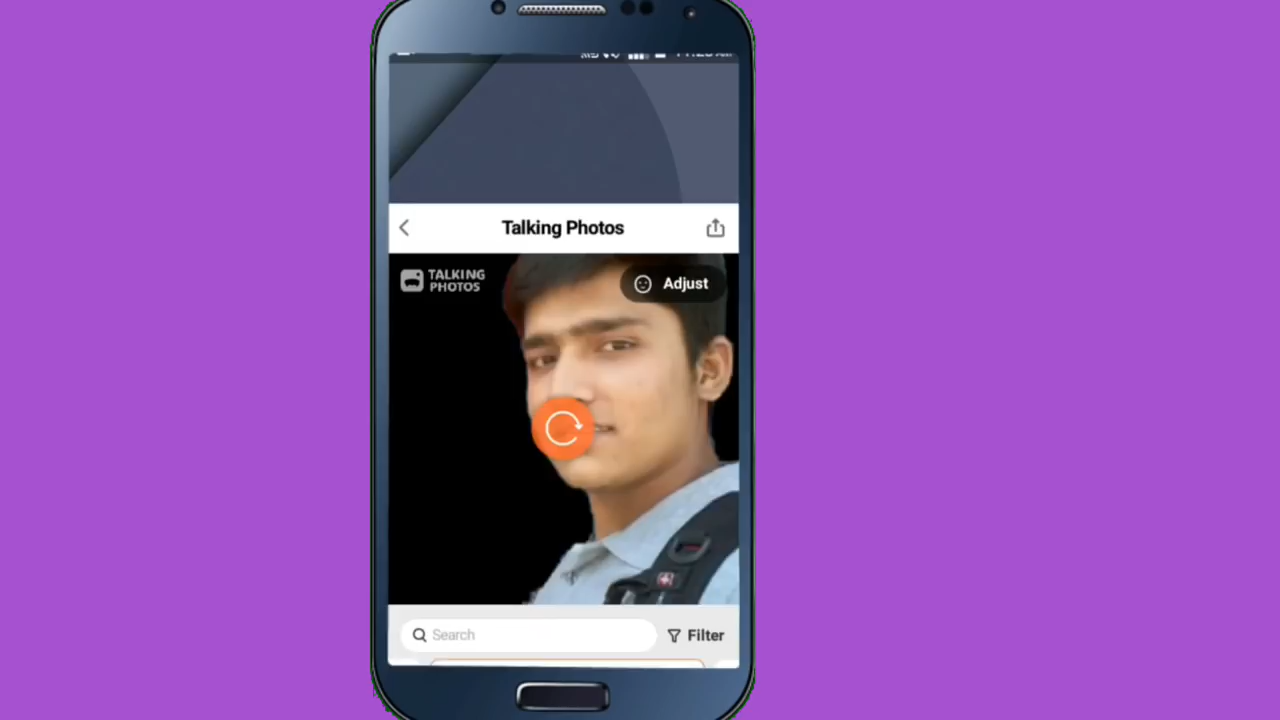 Talking Photos
TALKING
PHOTOS
Adjust
Search
Filter